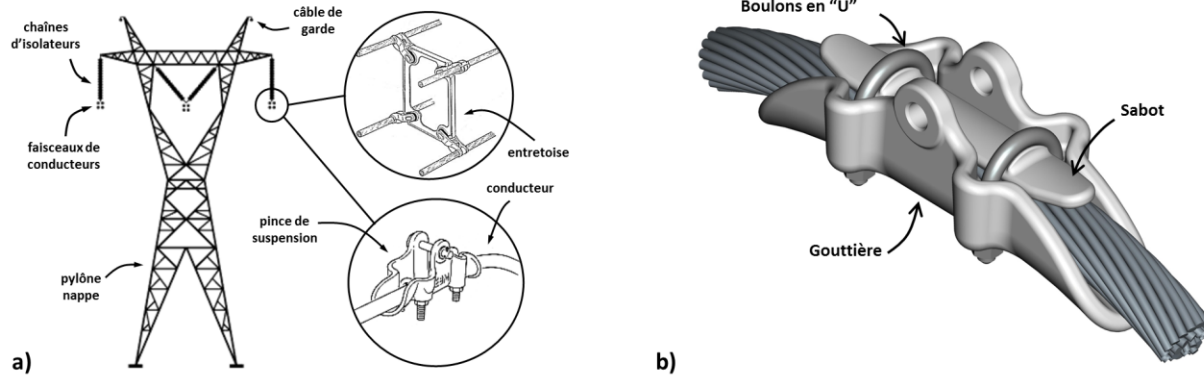 chaînes
d'isolateurs
câble de
garde
faisceaux de
conducteurs
entretoise
conducteur
pince de
suspension
pylône
nappe
a)
Boulons en "U"
Sabot
Gouttière
b)